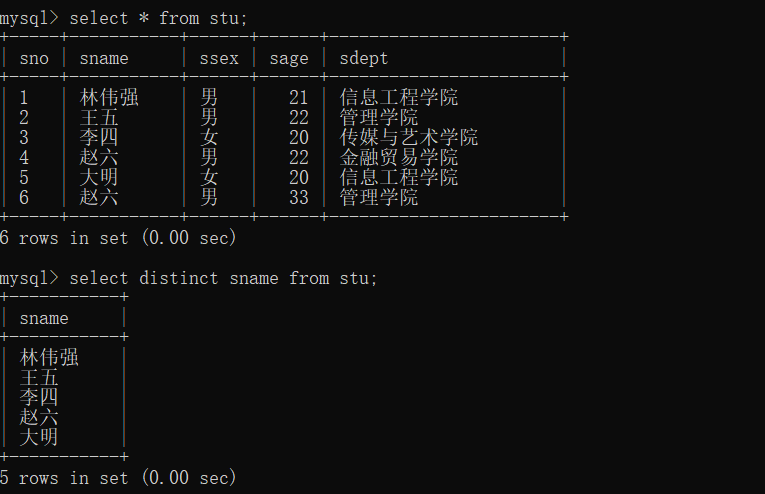 mysql> select * from stu;
+-----+-----------+------+------+-----------------------+
| sno | sname     | ssex | sage | sdept                 |
+-----+-----------+------+------+-----------------------+
| 1   | 林伟强    | 男   |   21 | 信息工程学院          |
| 2   | 王五      | 男   |   22 | 管理学院              |
| 3   | 李四      | 女   |   20 | 传媒与艺术学院        |
| 4   | 赵六      | 男   |   22 | 金融贸易学院          |
| 5   | 大明      | 女   |   20 | 信息工程学院          |
| 6   | 赵六      | 男   |   33 | 管理学院              |
+-----+-----------+------+------+-----------------------+
6 rows in set (0.00 sec)
mysql> select distinct sname from stu;
+-----------+
| sname     |
+-----------+
| 林伟强    |
| 王五      |
| 李四      |
| 赵六      |
| 大明      |
+-----------+
5 rows in set (0.00 sec)